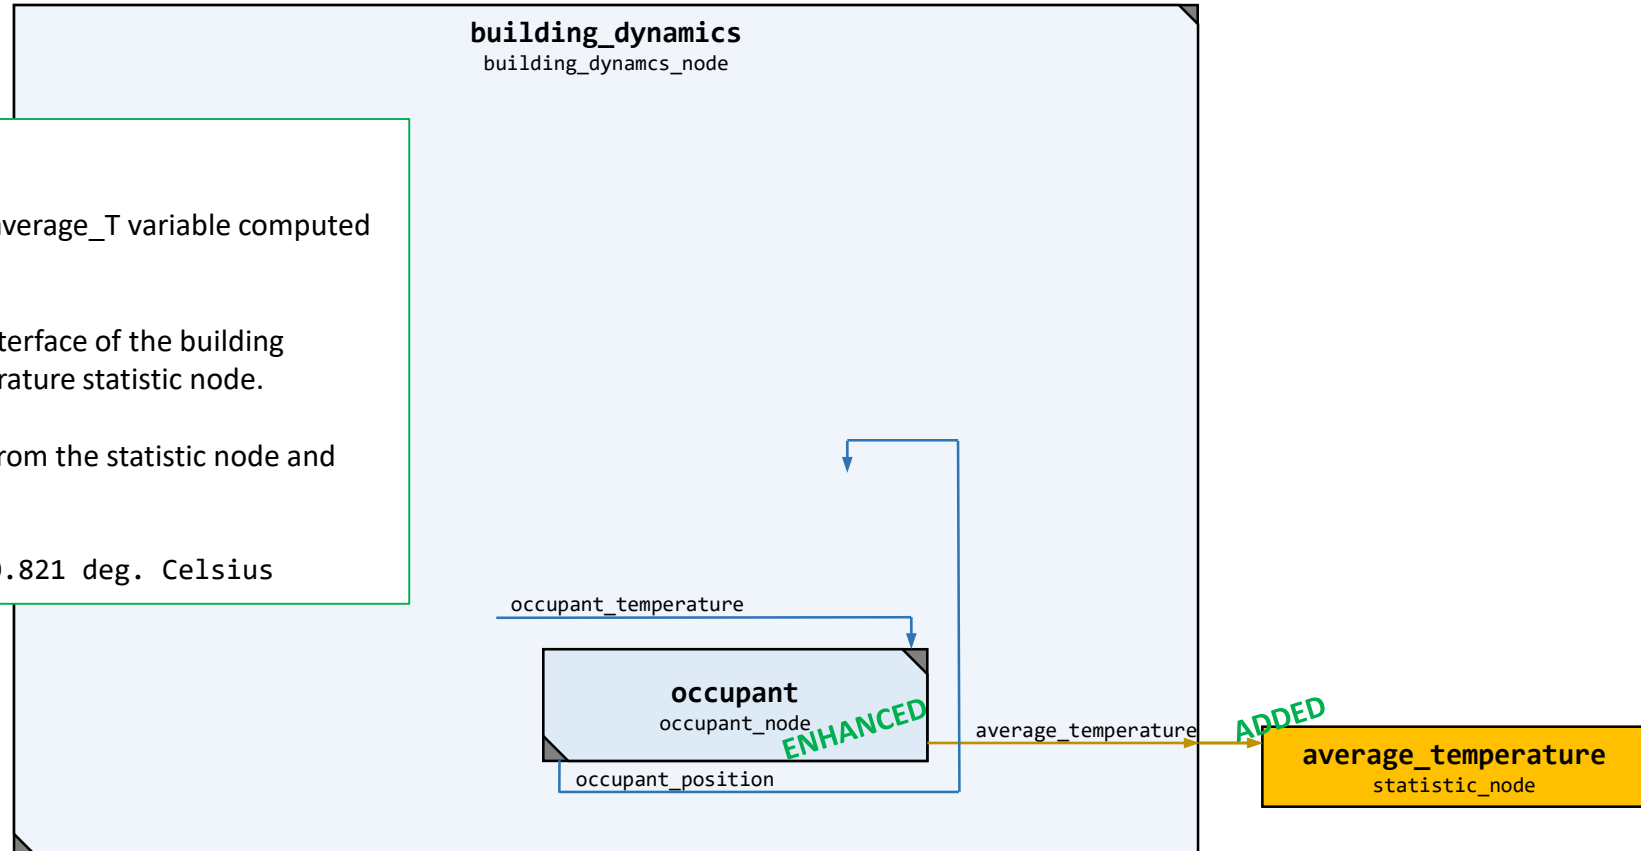 building_dynamics
building_dynamcs_node
average_T variable computed
terface of the building
rature statistic node.
rom the statistic node and
.821 deg. Celsius
occupant_temperature
occupant
occupant_node
ENHANCED
occupant_position
average_temperature
ADDED
average_temperature
statistic_node